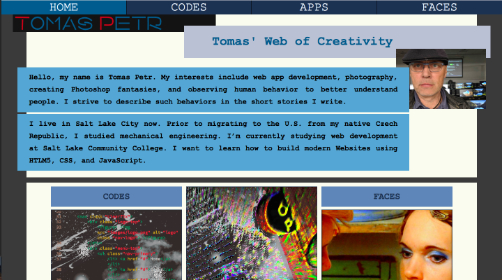 HOME CODES APPS FACES
TOMAS PETR
Tomas' Web of Creativity
Hello, my name is Tomas Petr. My interests include web app development, photography,
creating Photoshop fantasies, and observing human behavior to better understand
people. I strive to describe such behaviors in the short stories I write.
I live in Salt Lake City now. Prior to migrating to the U.S. from my native Czech
Republic, I studied mechanical engineering. I'm currently studying web development
at Salt Lake Community College. I want to learn how to build modern Websites using
HTLM5, CSS, and JavaScript.
CODES FACES